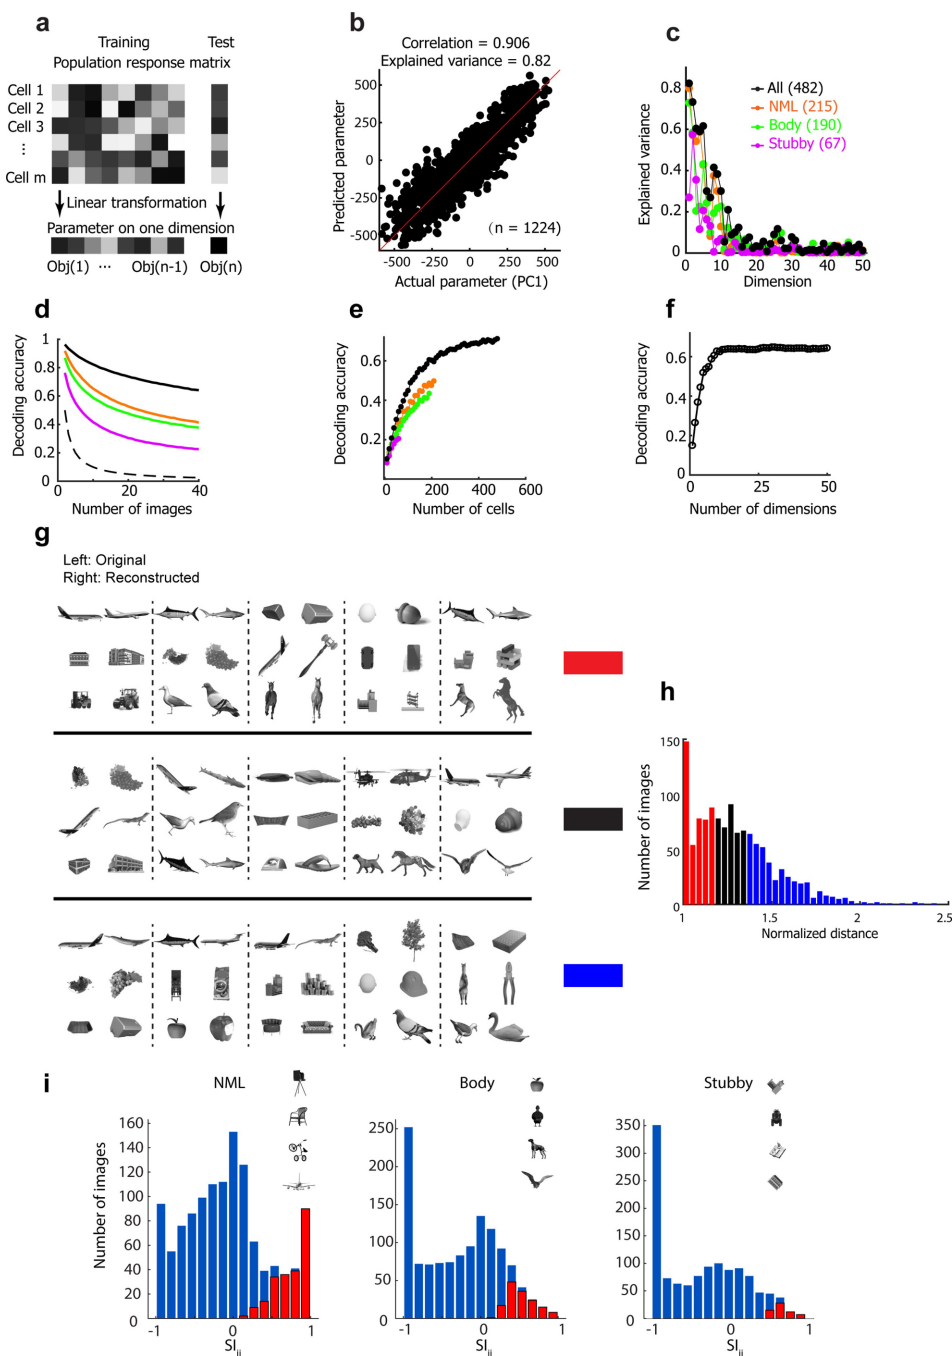 a
Training
Test
Population response matrix
Cell 1
Cell 2
Cell 3
...
Cell m
Linear transformation
Parameter on one dimension
Obj(1) ... Obj(n-1) Obj(n)
b
Correlation = 0.906
Explained variance = 0.82
Predicted parameter
500
250
0
-250
-500
(n = 1224)
-500 -250 0 250 500
Actual parameter (PC1)
c
Explained variance
0.8
0.6
0.4
0.2
0
All (482)
NML (215)
Body (190)
Stubby (67)
0 10 20 30 40 50
Dimension
d
Decoding accuracy
1
0.8
0.6
0.4
0.2
0
0 20 40
Number of images
e
Decoding accuracy
0.6
0.4
0.2
0 200 400 600
Number of cells
f
Decoding accuracy
0.6
0.4
0.2
0
0 25 50
Number of dimensions
g
Left: Original
Right: Reconstructed
h
Number of images
150
100
50
0
1 1.5 2 2.5
Normalized distance
i
NML
Number of images
160
140
120
100
80
60
40
20
0
-1 0 1
SIij
Body
250
200
150
100
50
0
-1 0 1
SIij
Stubby
350
300
250
200
150
100
50
0
-1 0 1
SIij